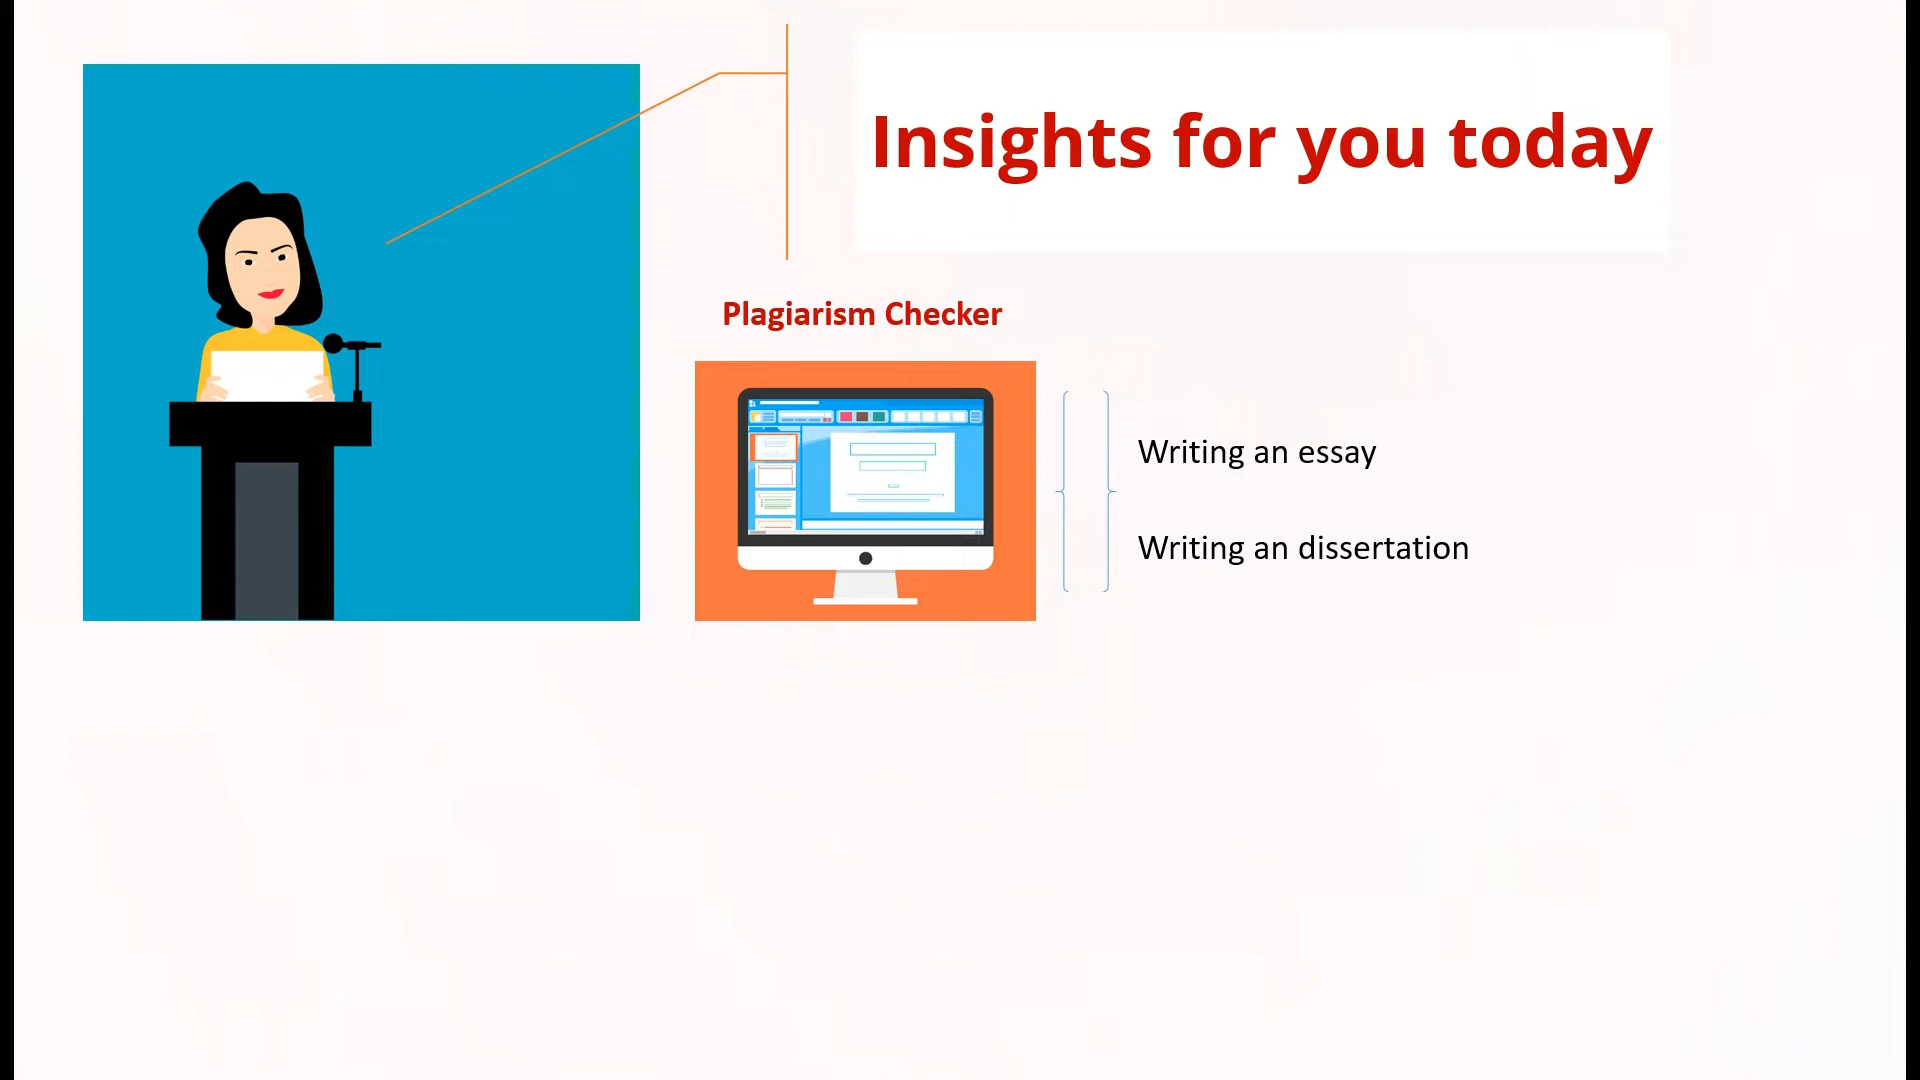 Insights for you today
Plagiarism Checker
Writing an essay
Writing an dissertation